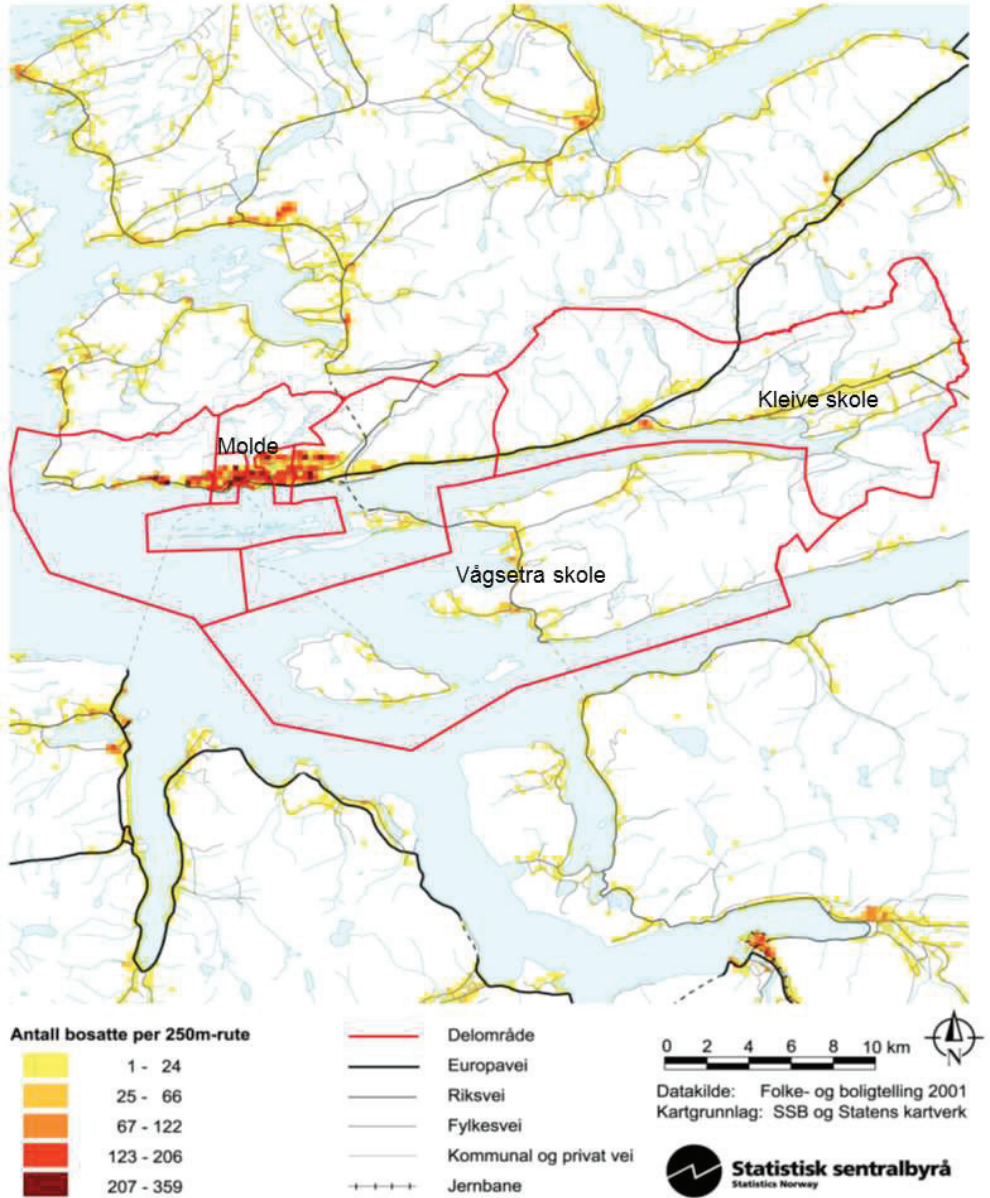 Kleive skole
Molde
Vågsetra skole
Antall bosatte per 250m-rute
1 - 24
25 - 66
67 - 122
123 - 206
207 - 359
Delområde
Europavei
Riksvei
Fylkesvei
Kommunal og privat vei
Jernbane
0 2 4 6 8 10 km
N
Datakilde: Folke- og boligtelling 2001
Kartgrunnlag: SSB og Statens kartverk
Statistisk sentralbyrå
Statistics Norway